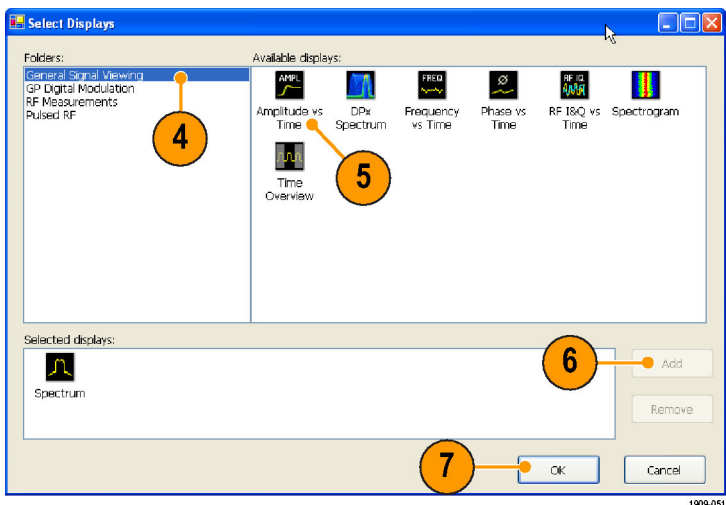 Select Displays
Folders:
General Signal Viewing
GP Digital Modulation
RF Measurements
Pulsed RF
4
Available displays:
AMPL
Amplitude vs
Time
DPx
Spectrum
FREQ
Frequency
vs Time
Ø
Phase vs
Time
RF IQ
RF I&Q vs
Time
Spectrogram
Time
Overview
5
Selected displays:
Spectrum
6
Add
Remove
7
OK
Cancel
1909-051